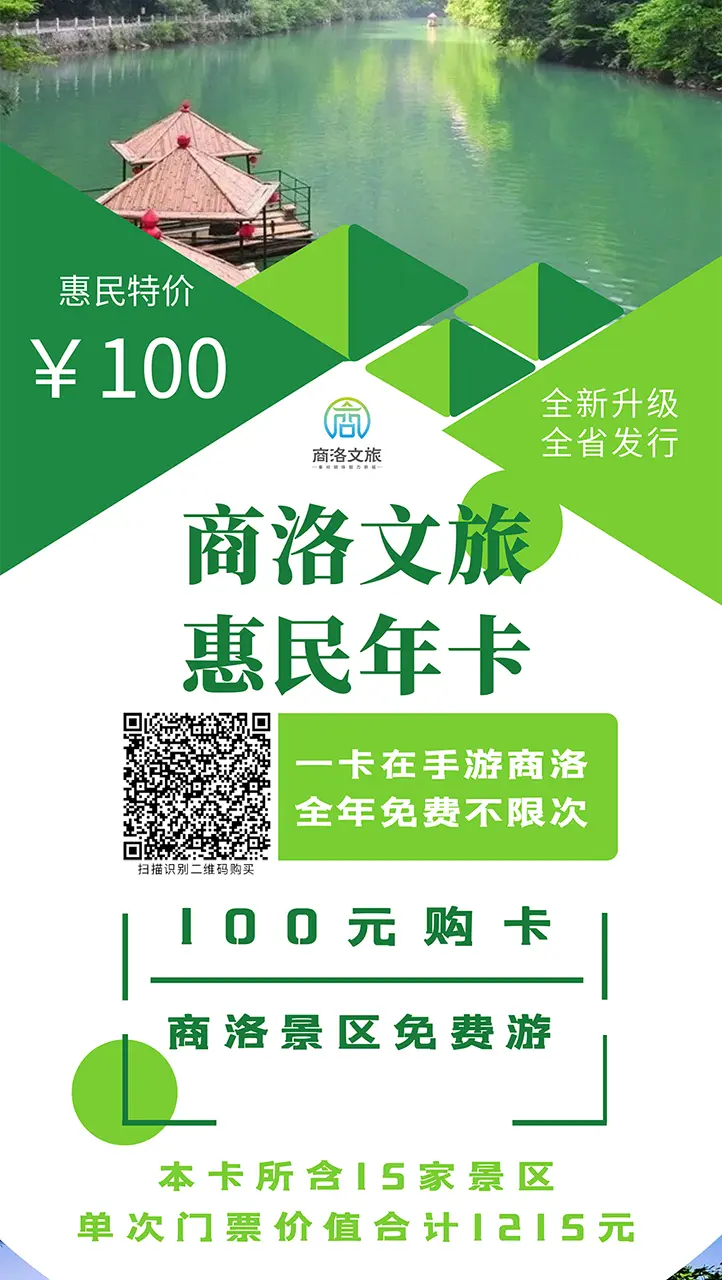 惠民特价
￥100
全新升级
全省发行
商洛文旅
商洛文旅
惠民年卡
一卡在手游商洛
全年免费不限次
扫描识别二维码购买
100元购卡
商洛景区免费游
本卡所含15家景区
单次门票价值合计1215元